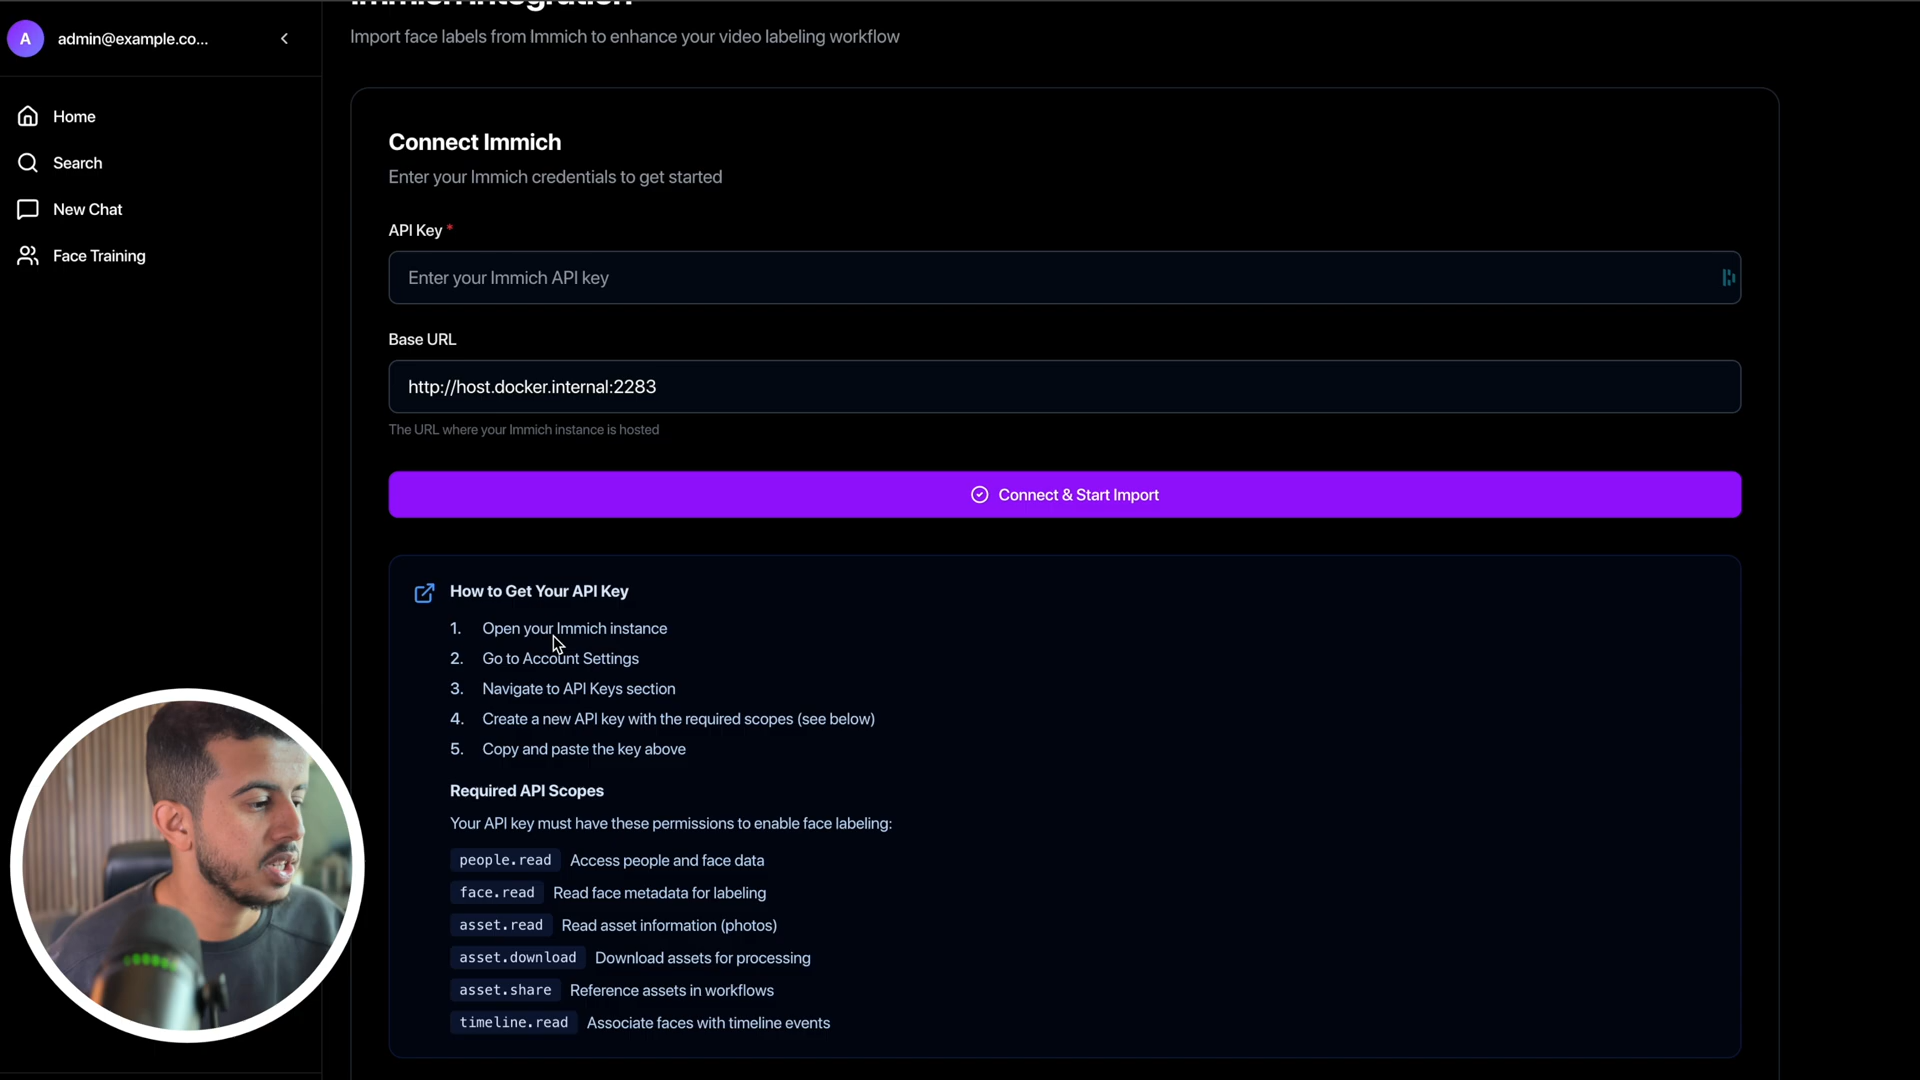 Immich Integration
Import face labels from Immich to enhance your video labeling workflow
A
admin@example.co...
Home
Search
New Chat
Face Training
Connect Immich
Enter your Immich credentials to get started
API Key *
Enter your Immich API key
Base URL
http://host.docker.internal:2283
The URL where your Immich instance is hosted
Connect & Start Import
How to Get Your API Key
1. Open your Immich instance
2. Go to Account Settings
3. Navigate to API Keys section
4. Create a new API key with the required scopes (see below)
5. Copy and paste the key above
Required API Scopes
Your API key must have these permissions to enable face labeling:
people.read Access people and face data
face.read Read face metadata for labeling
asset.read Read asset information (photos)
asset.download Download assets for processing
asset.share Reference assets in workflows
timeline.read Associate faces with timeline events